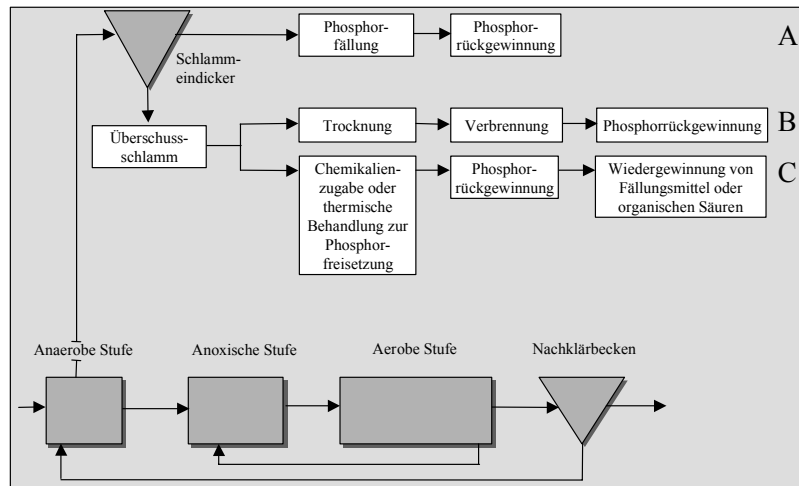 Phosphor-
fällung
Phosphor-
rückgewinnung
A
Schlamm-
eindicker
Überschuss-
schlamm
Trocknung
Verbrennung
Phosphorrückgewinnung
B
Chemikalien-
zugabe oder
thermische
Behandlung zur
Phosphor-
freisetzung
Phosphor-
rückgewinnung
Wiedergewinnung von
Fällungsmittel oder
organischen Säuren
C
Anaerobe Stufe
Anoxische Stufe
Aerobe Stufe
Nachklärbecken